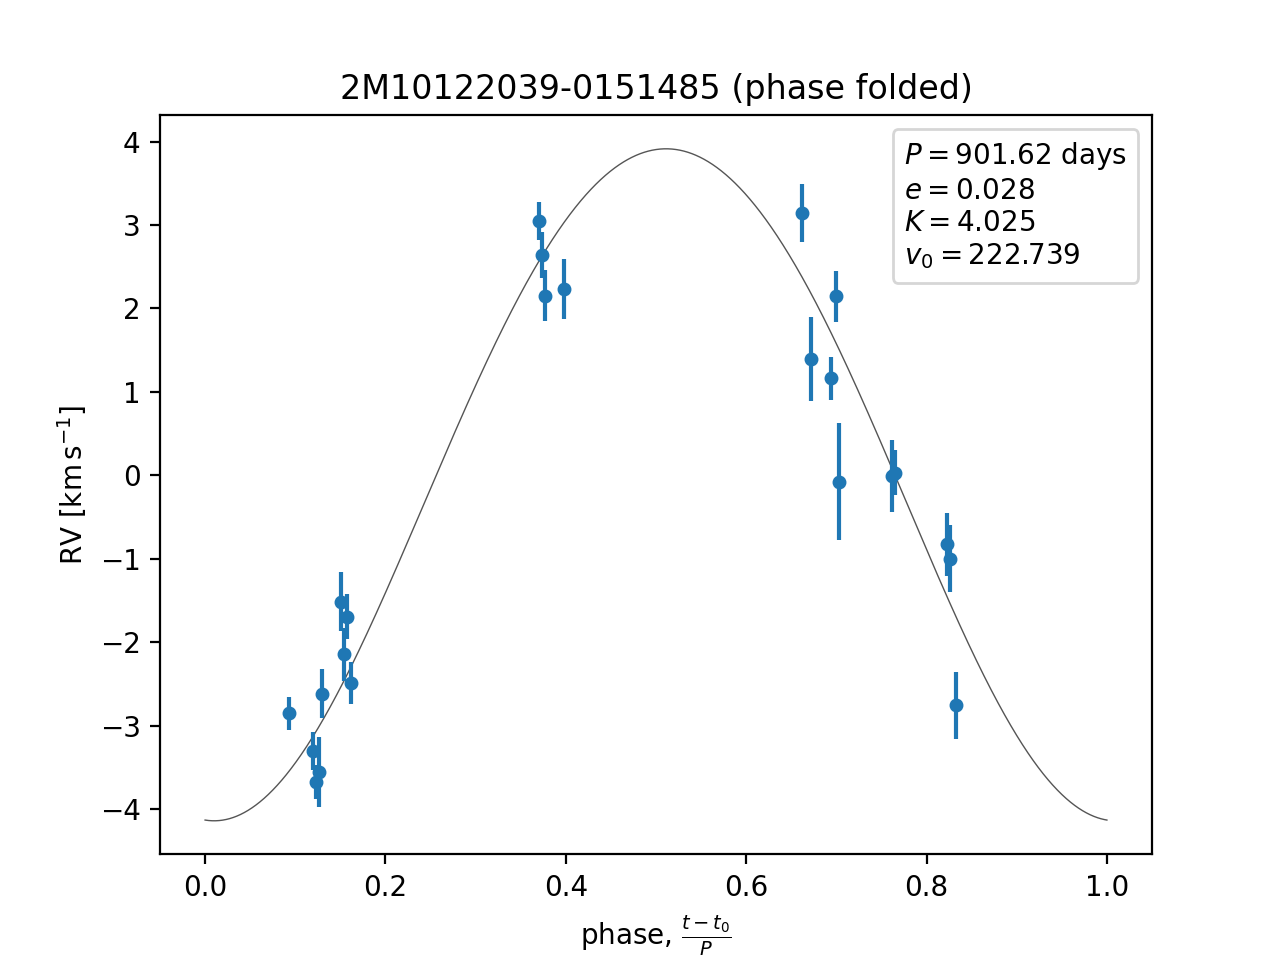 2M10122039-0151485 (phase folded)
P = 901.62 days
e = 0.028
K = 4.025
v₀ = 222.739
RV [km s⁻¹]
4
3
2
1
0
−1
−2
−3
−4
0.0 0.2 0.4 0.6 0.8 1.0
phase, (t − t₀)/P